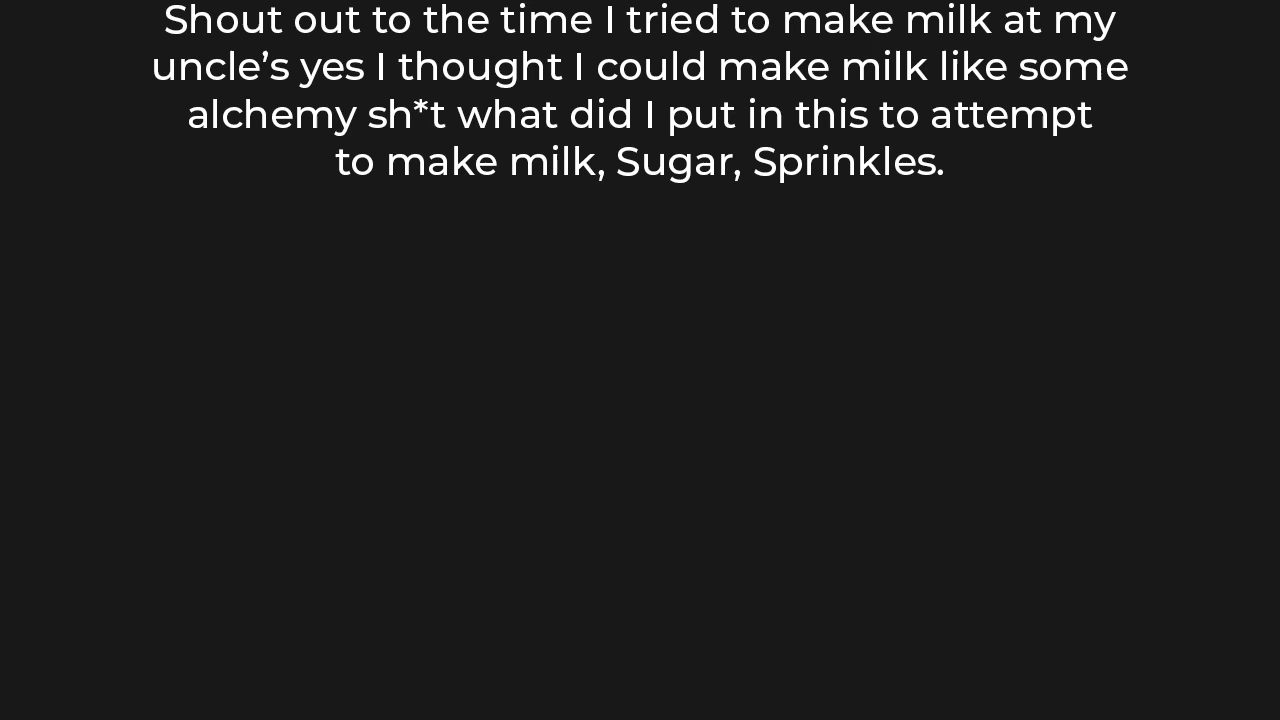 Shout out to the time I tried to make milk at my
uncle’s yes I thought I could make milk like some
alchemy sh*t what did I put in this to attempt
to make milk, Sugar, Sprinkles.